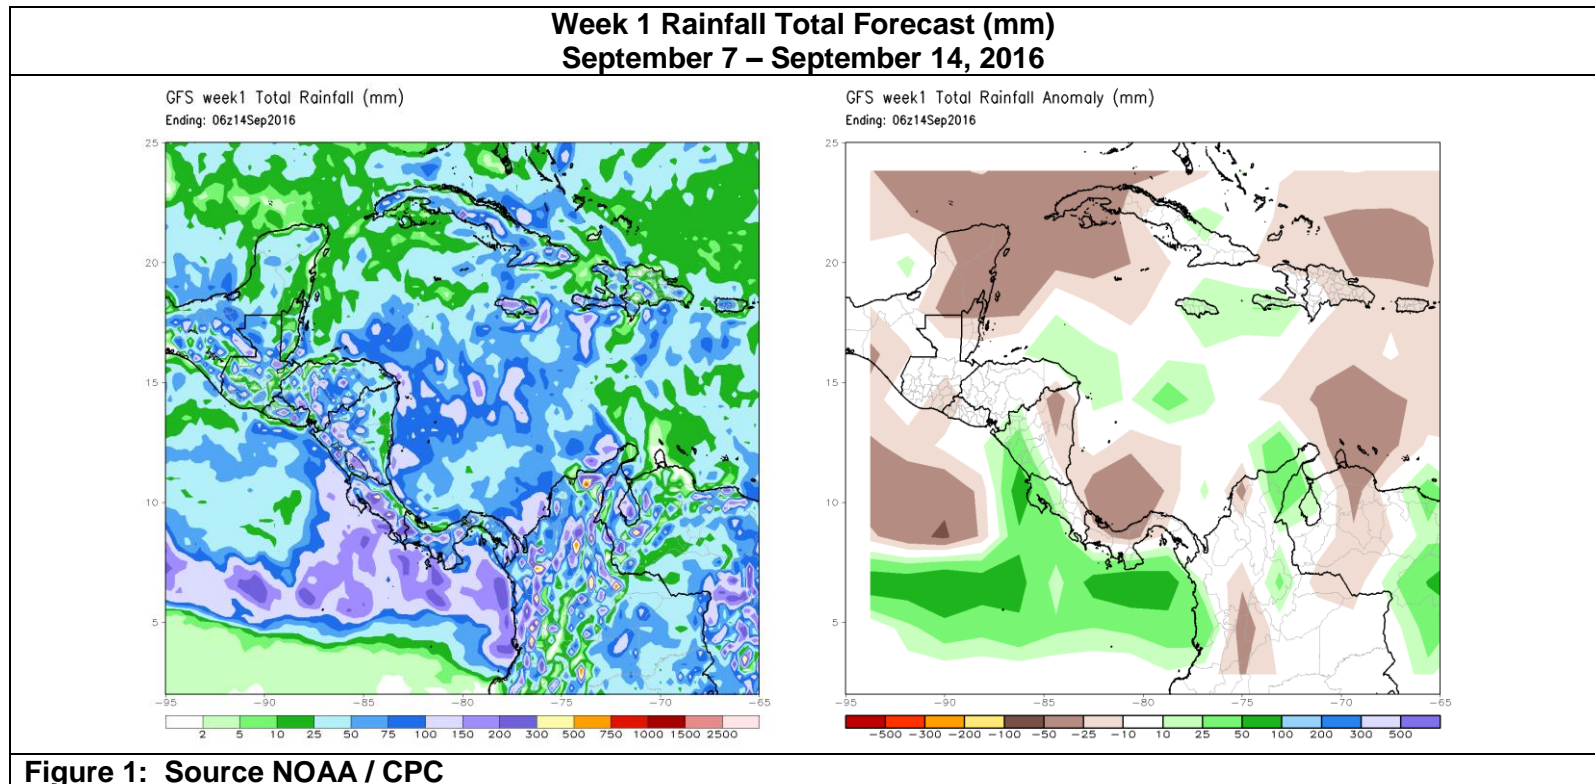 Week 1 Rainfall Total Forecast (mm)
September 7 – September 14, 2016
GFS week1 Total Rainfall (mm)
Ending: 06z14Sep2016
25
20
15
10
5
-95 -90 -85 -80 -75 -70 -65
2 5 10 25 50 75 100 150 200 300 500 750 1000 1500 2500
GFS week1 Total Rainfall Anomaly (mm)
Ending: 06z14Sep2016
25
20
15
10
5
-95 -90 -85 -80 -75 -70 -65
-500 -300 -200 -100 -50 -25 -10 10 25 50 100 200 300 500
Figure 1: Source NOAA / CPC